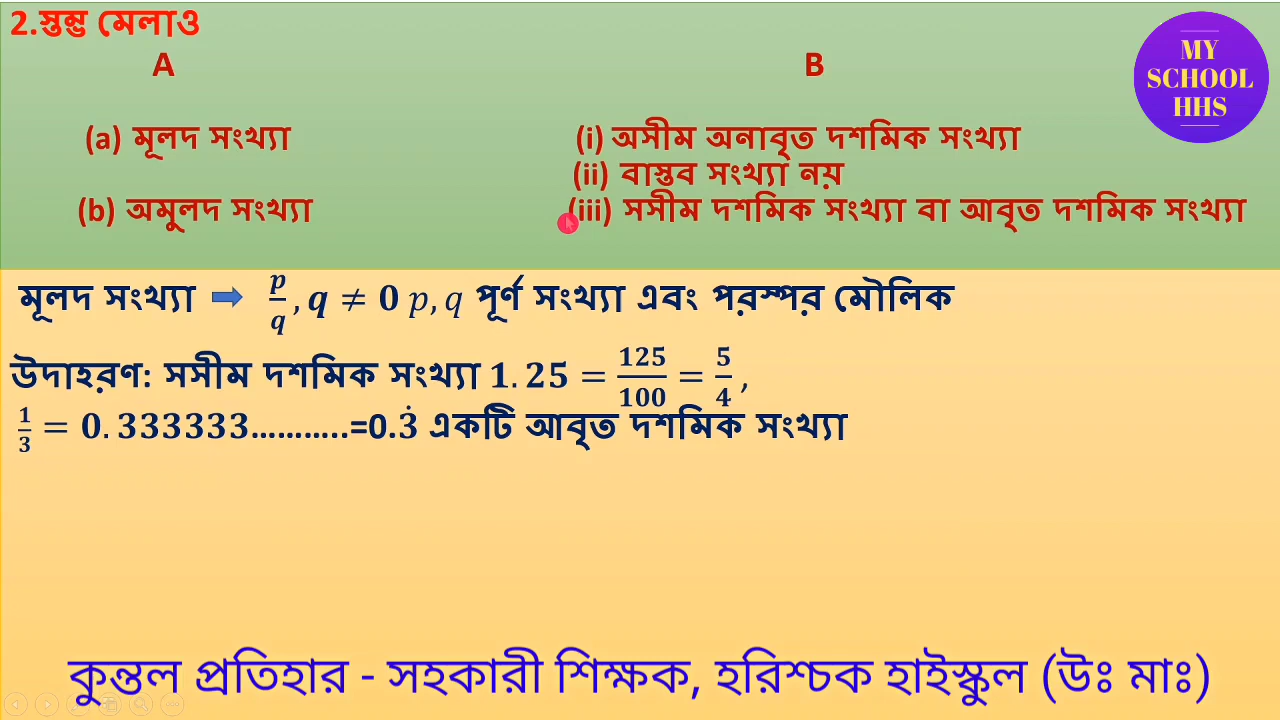 2.স্তম্ভ মেলাও
A B
MY
SCHOOL
HHS
(a) মূলদ সংখ্যা (i) অসীম অনাবৃত দশমিক সংখ্যা
(ii) বাস্তব সংখ্যা নয়
(b) অমুলদ সংখ্যা (iii) সসীম দশমিক সংখ্যা বা আবৃত দশমিক সংখ্যা
মূলদ সংখ্যা ➡ p/q, q ≠ 0 p, q পূর্ণ সংখ্যা এবং পরস্পর মৌলিক
উদাহরণ: সসীম দশমিক সংখ্যা 1.25 = 125/100 = 5/4 ,
1/3 = 0.333333...........=0.3̇ একটি আবৃত দশমিক সংখ্যা
কুন্তল প্রতিহার - সহকারী শিক্ষক, হরিশ্চক হাইস্কুল (উঃ মাঃ)